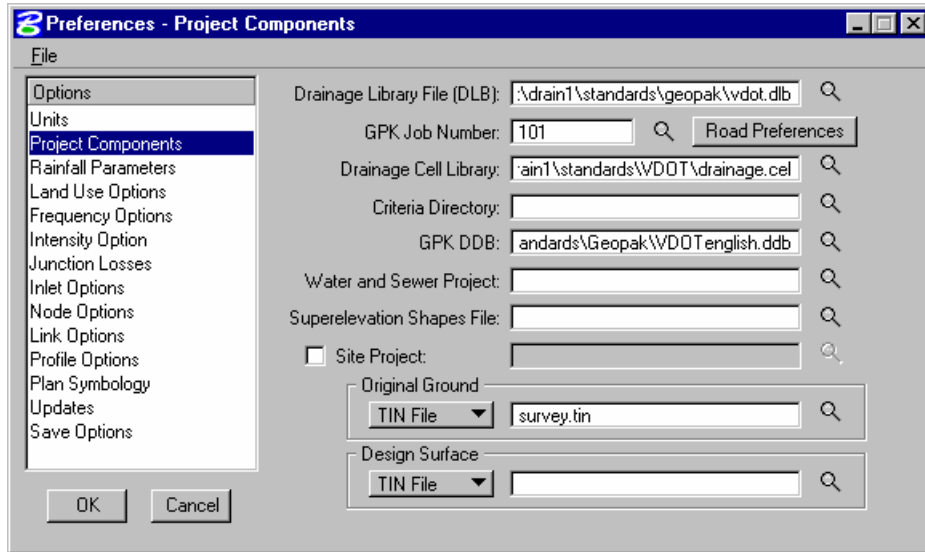 Preferences - Project Components
File
Options
Units
Project Components
Rainfall Parameters
Land Use Options
Frequency Options
Intensity Option
Junction Losses
Inlet Options
Node Options
Link Options
Profile Options
Plan Symbology
Updates
Save Options
OK Cancel
Drainage Library File (DLB): :\drain1\standards\geopak\vdot.dlb
GPK Job Number: 101 Road Preferences
Drainage Cell Library: rain1\standards\VDOT\drainage.cel
Criteria Directory:
GPK DDB: andards\Geopak\VDOTenglish.ddb
Water and Sewer Project:
Superelevation Shapes File:
Site Project:
Original Ground
TIN File survey.tin
Design Surface
TIN File